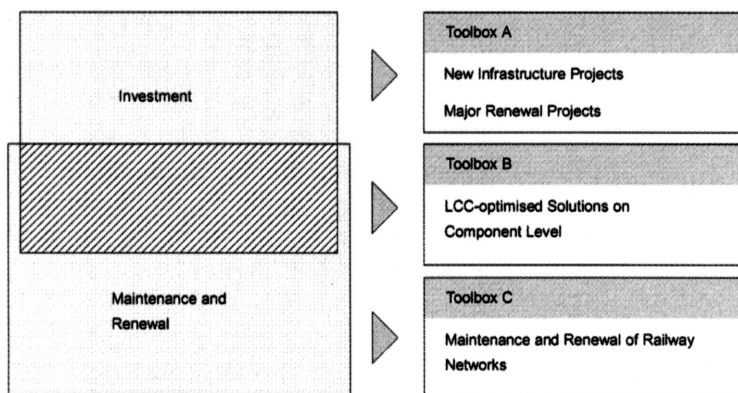 Investment
Maintenance and
Renewal
Toolbox A
New Infrastructure Projects
Major Renewal Projects
Toolbox B
LCC-optimised Solutions on
Component Level
Toolbox C
Maintenance and Renewal of Railway
Networks